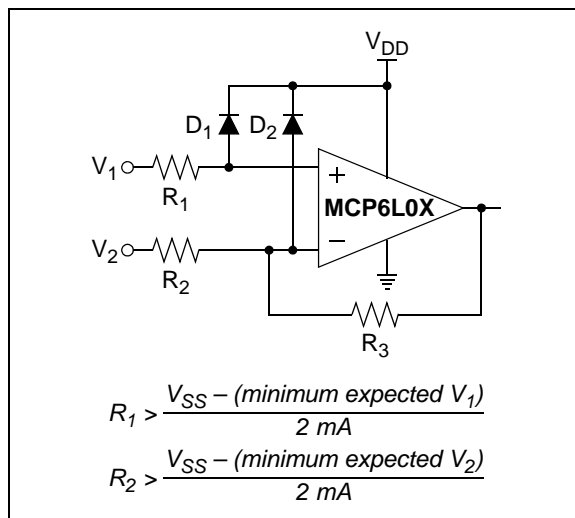 V_DD
D_1 D_2
V_1
R_1
+
MCP6L0X
V_2
–
R_2
R_3
R_1 > V_SS – (minimum expected V_1) / 2 mA
R_2 > V_SS – (minimum expected V_2) / 2 mA